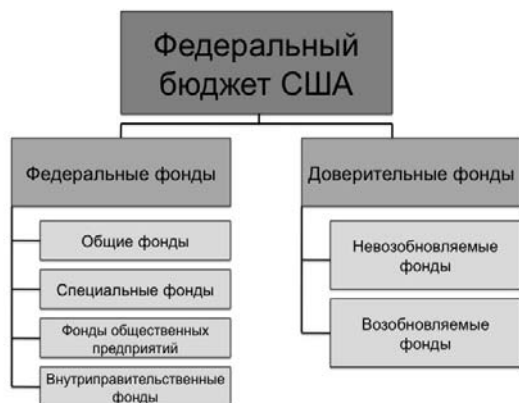 Федеральный
бюджет США
Федеральные фонды
Общие фонды
Специальные фонды
Фонды общественных
предприятий
Внутриправительственные
фонды
Доверительные фонды
Невозобновляемые
фонды
Возобновляемые
фонды